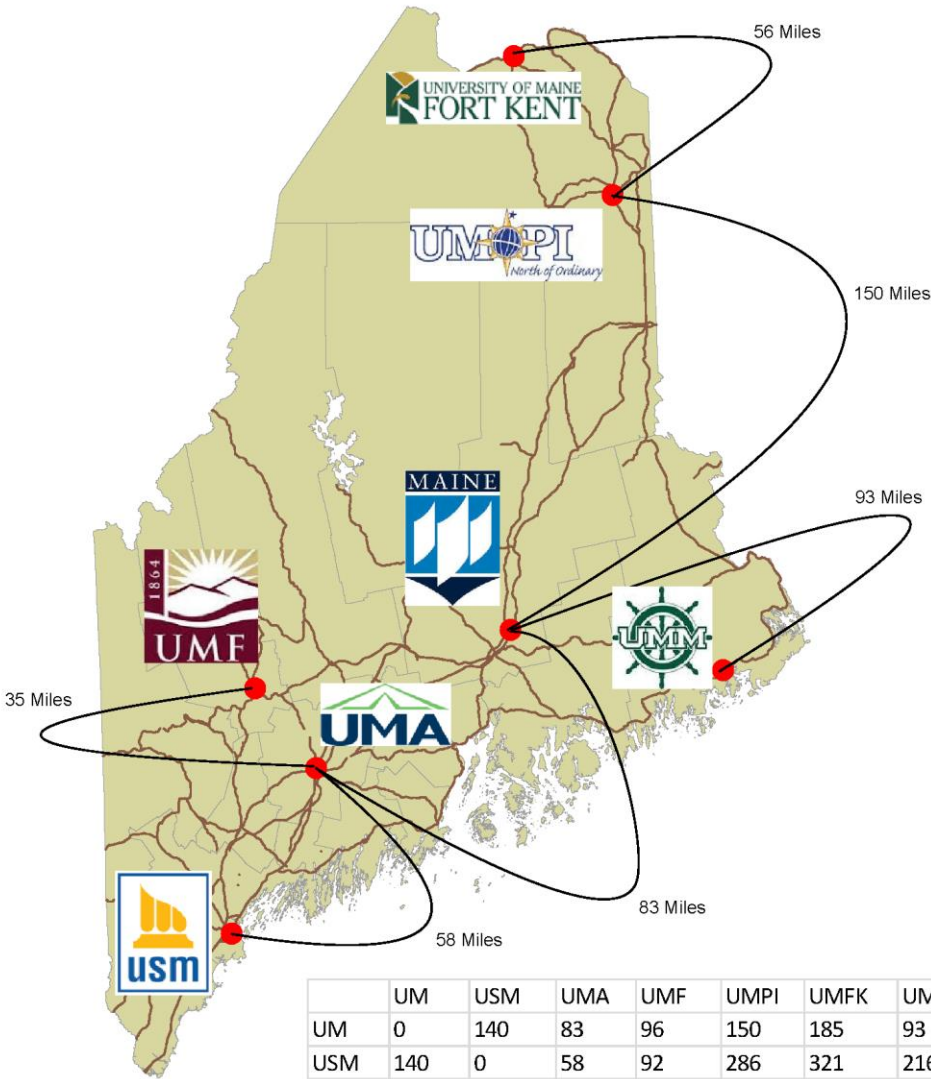 56 Miles
UNIVERSITY OF MAINE
FORT KENT
UMPI
North of Ordinary
150 Miles
MAINE
93 Miles
1864
UMF
UMM
35 Miles
UMA
83 Miles
58 Miles
usm
UM USM UMA UMF UMPI UMFK UM
UM 0 140 83 96 150 185 93
USM 140 0 58 92 286 321 216